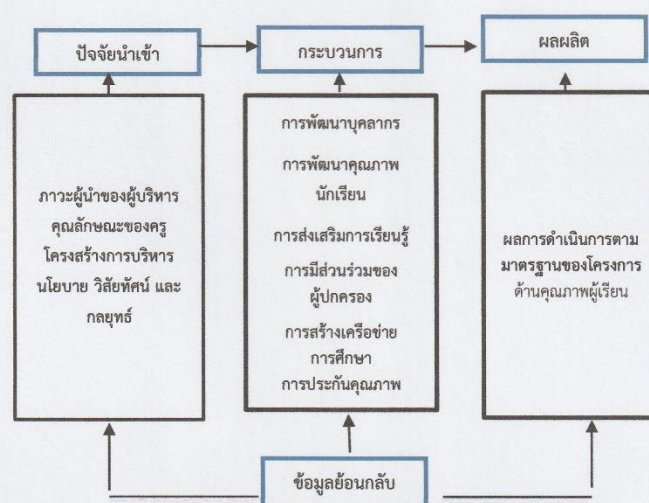 ปัจจัยนำเข้า
กระบวนการ
ผลผลิต
ภาวะผู้นำของผู้บริหาร
คุณลักษณะของครู
โครงสร้างการบริหาร
นโยบาย วิสัยทัศน์ และ
กลยุทธ์
การพัฒนาบุคลากร
การพัฒนาคุณภาพ
นักเรียน
การส่งเสริมการเรียนรู้
การมีส่วนร่วมของ
ผู้ปกครอง
การสร้างเครือข่าย
การศึกษา
การประกันคุณภาพ
ผลการดำเนินการตาม
มาตรฐานของโครงการ
ด้านคุณภาพผู้เรียน
ข้อมูลย้อนกลับ